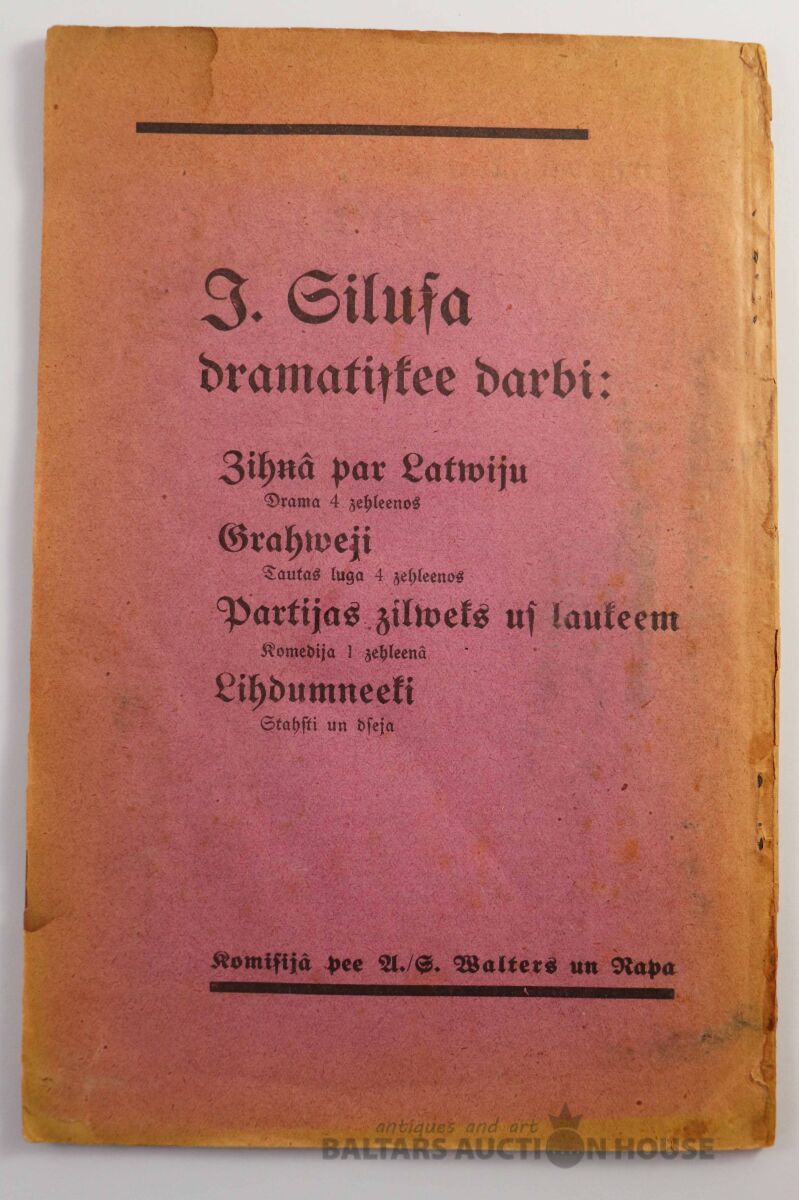 J. Siluſa
dramatiſkee darbi:
Zihnâ par Latwiju
Drama 4 zehleenos
Grahweji
Tautas luga 4 zehleenos
Partijas zilweks uſ laukeem
Komedija 1 zehleenâ
Lihdumneeki
Stahſti un dſeja
Komiſijâ pee A./S. Walters un Rapa
antiques and art
BALTARS AUCTION HOUSE